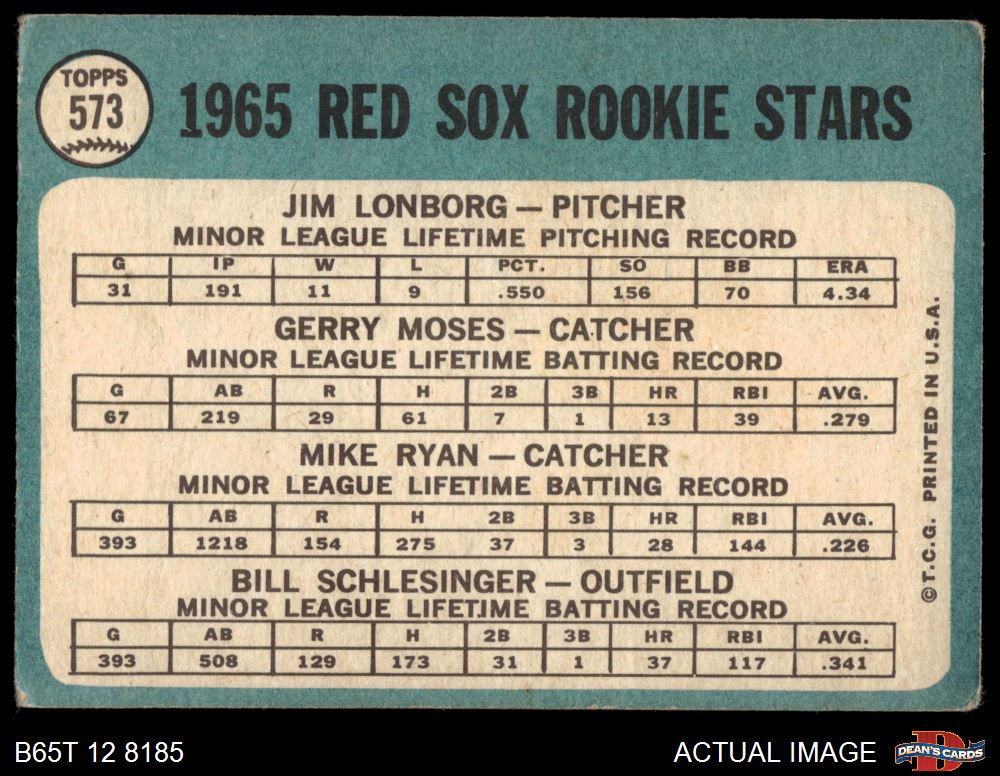 TOPPS
573
1965 RED SOX ROOKIE STARS
JIM LONBORG — PITCHER
MINOR LEAGUE LIFETIME PITCHING RECORD
G IP W L PCT. SO BB ERA
31 191 11 9 .550 156 70 4.34
GERRY MOSES — CATCHER
MINOR LEAGUE LIFETIME BATTING RECORD
G AB R H 2B 3B HR RBI AVG.
67 219 29 61 7 1 13 39 .279
MIKE RYAN — CATCHER
MINOR LEAGUE LIFETIME BATTING RECORD
G AB R H 2B 3B HR RBI AVG.
393 1218 154 275 37 3 28 144 .226
BILL SCHLESINGER — OUTFIELD
MINOR LEAGUE LIFETIME BATTING RECORD
G AB R H 2B 3B HR RBI AVG.
393 508 129 173 31 1 37 117 .341
©T.C.G. PRINTED IN U.S.A.
B65T 12 8185
ACTUAL IMAGE
DEAN'S CARDS